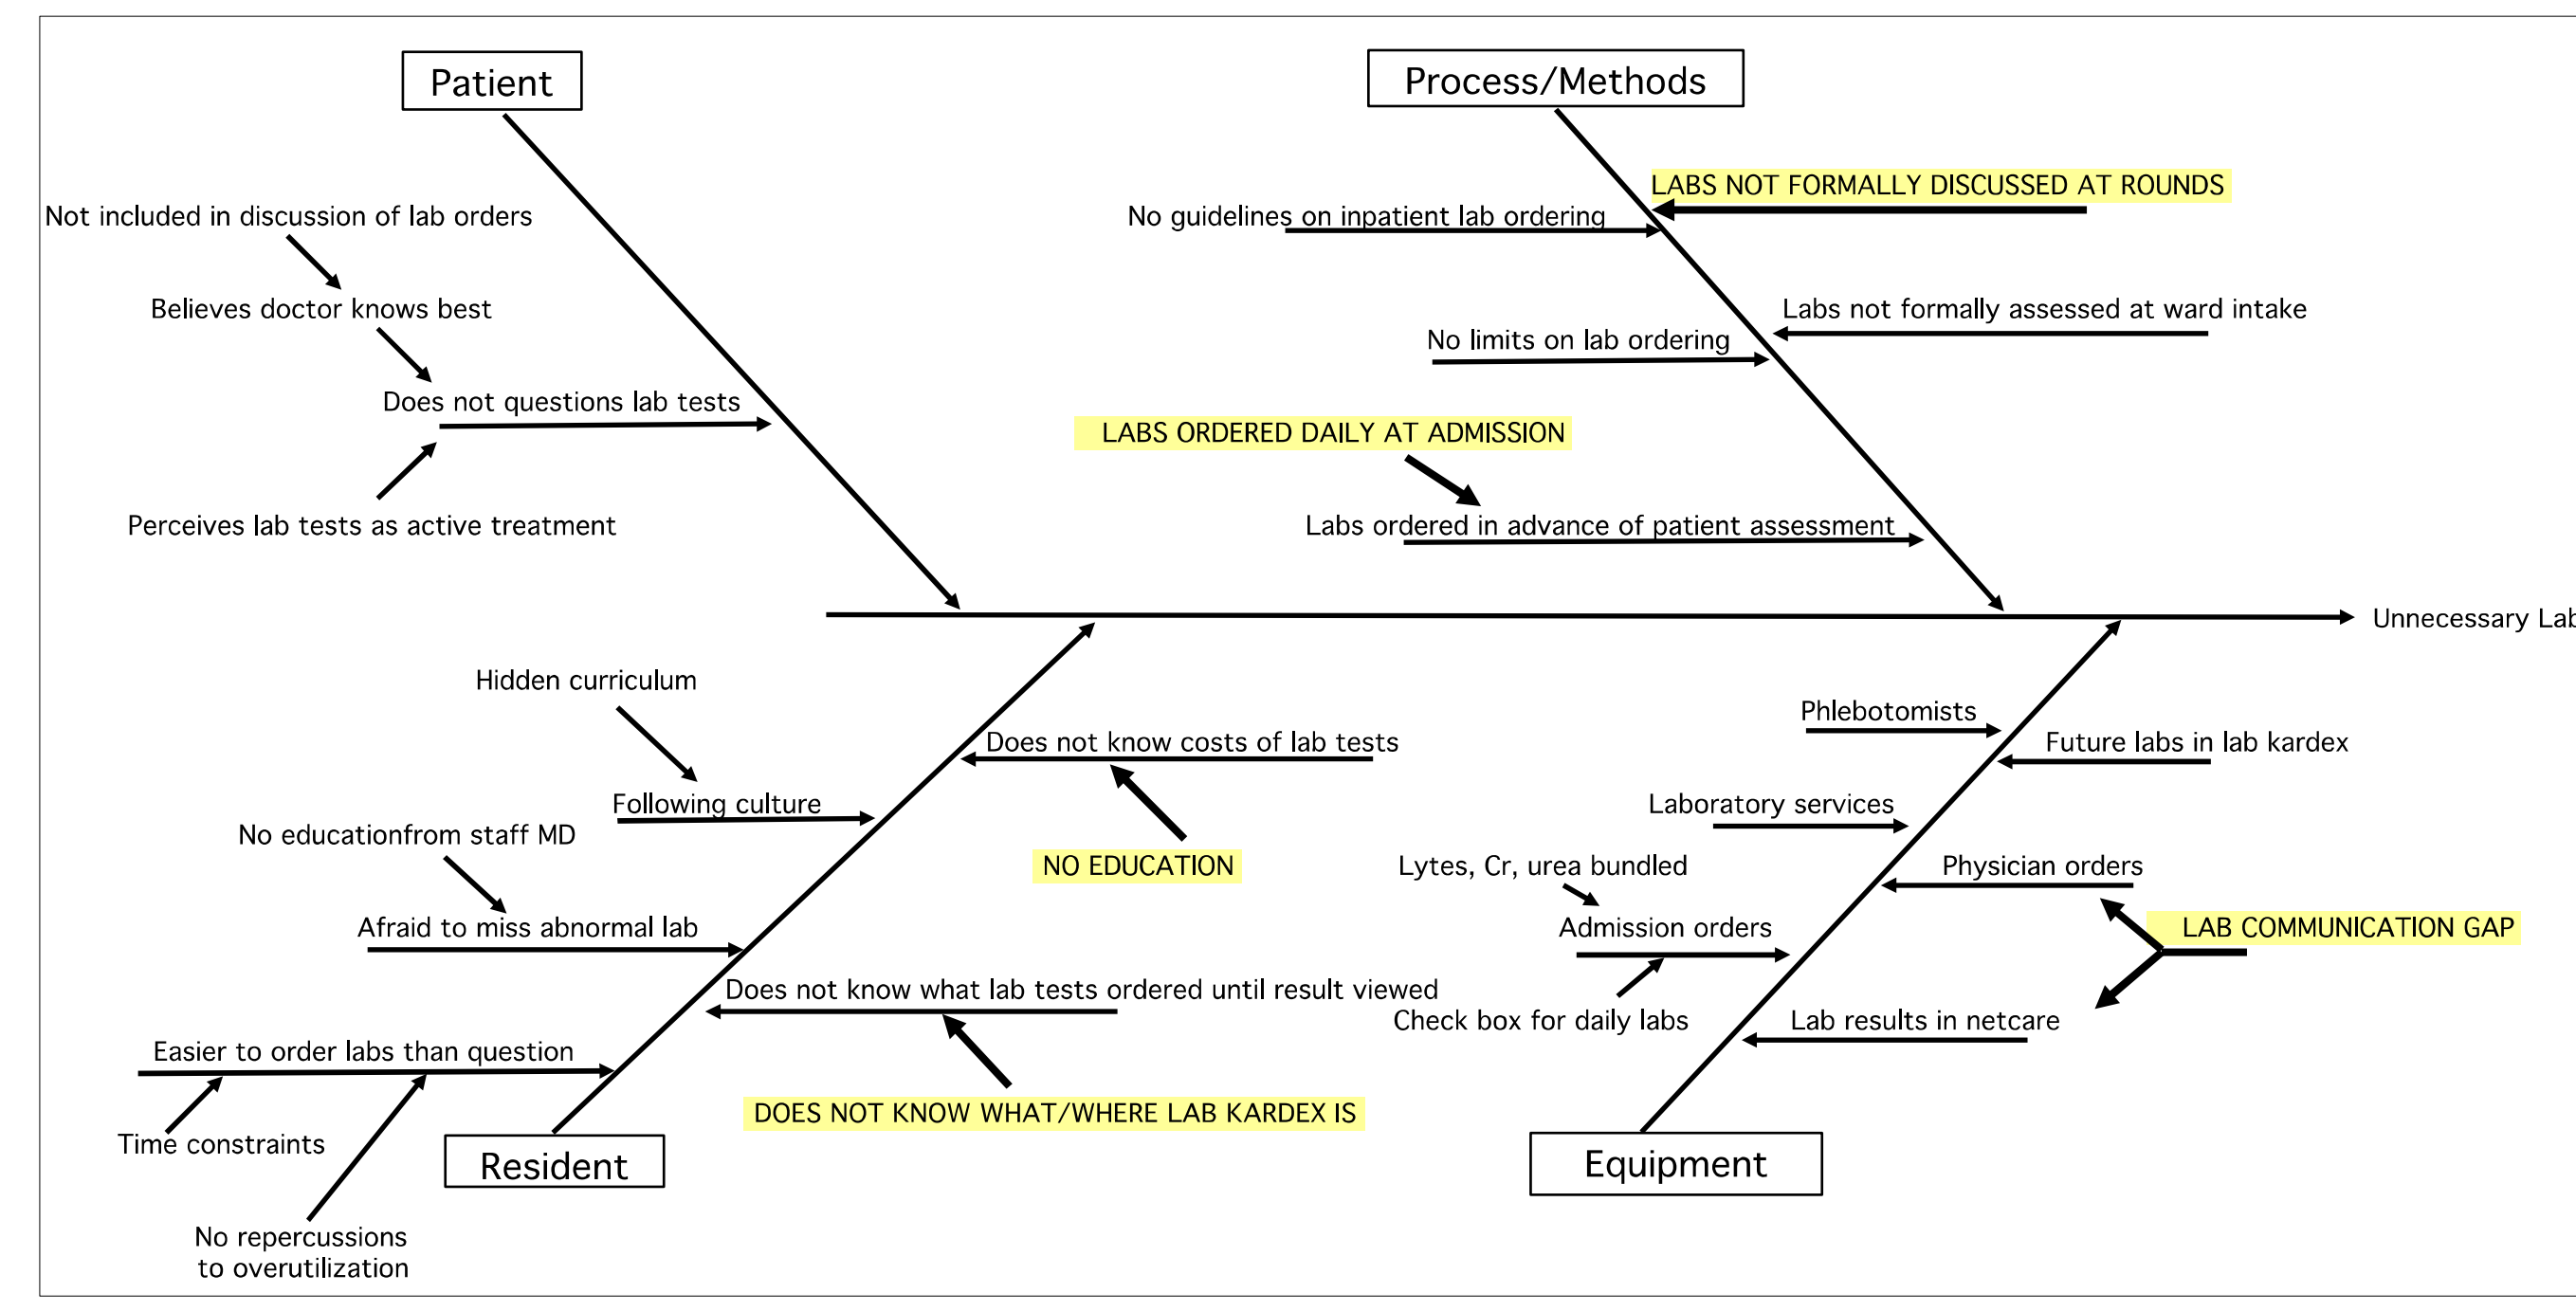 Patient
Process/Methods
LABS NOT FORMALLY DISCUSSED AT ROUNDS
Not included in discussion of lab orders
No guidelines on inpatient lab ordering
Believes doctor knows best
Labs not formally assessed at ward intake
No limits on lab ordering
Does not questions lab tests
LABS ORDERED DAILY AT ADMISSION
Perceives lab tests as active treatment
Labs ordered in advance of patient assessment
Unnecessary Lab
Hidden curriculum
Phlebotomists
Does not know costs of lab tests
Future labs in lab kardex
Following culture
Laboratory services
No educationfrom staff MD
NO EDUCATION
Lytes, Cr, urea bundled
Physician orders
Afraid to miss abnormal lab
Admission orders
LAB COMMUNICATION GAP
Does not know what lab tests ordered until result viewed
Check box for daily labs
Lab results in netcare
Easier to order labs than question
DOES NOT KNOW WHAT/WHERE LAB KARDEX IS
Time constraints
Resident
Equipment
No repercussions
to overutilization